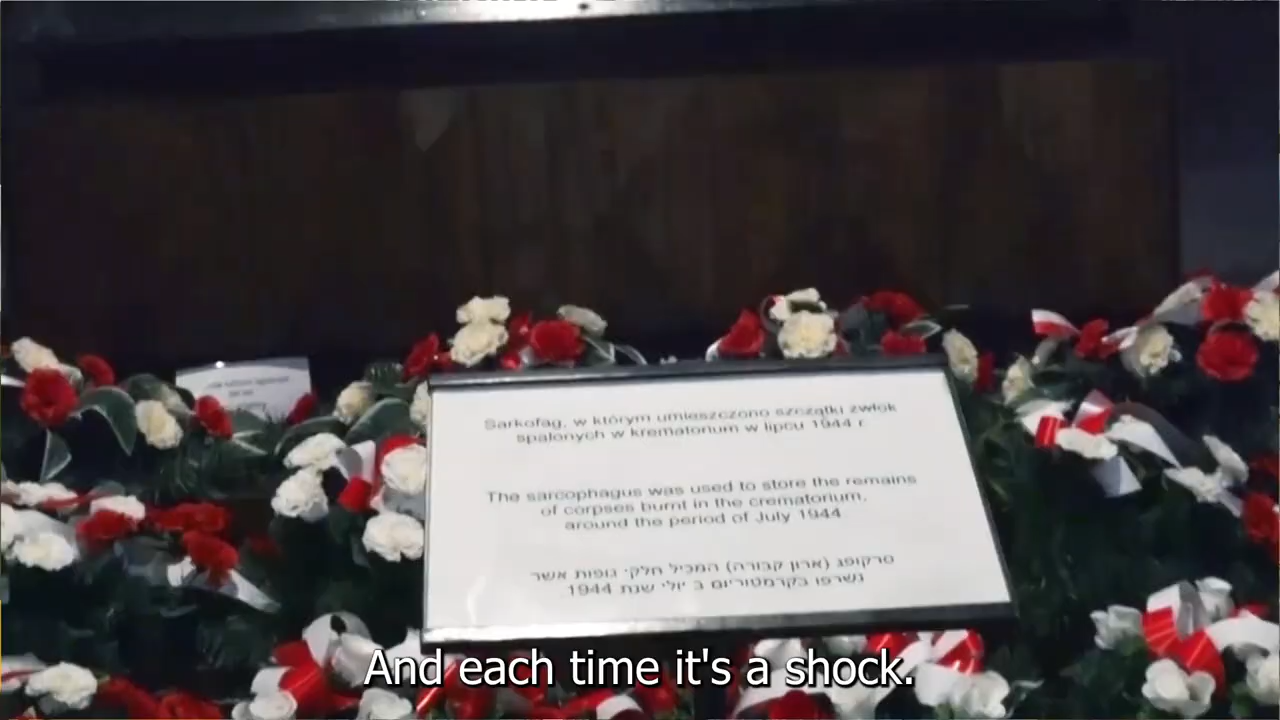 Sarkofag, w którym umieszczono szczątki zwłok
spalonych w krematorium w lipcu 1944 r.
The sarcophagus was used to store the remains
of corpses burnt in the crematorium,
around the period of July 1944
סרקופג (ארון קבורה) המכיל חלקי גופות אשר
נשרפו בקרמטוריום ב יולי שנת 1944.
And each time it's a shock.